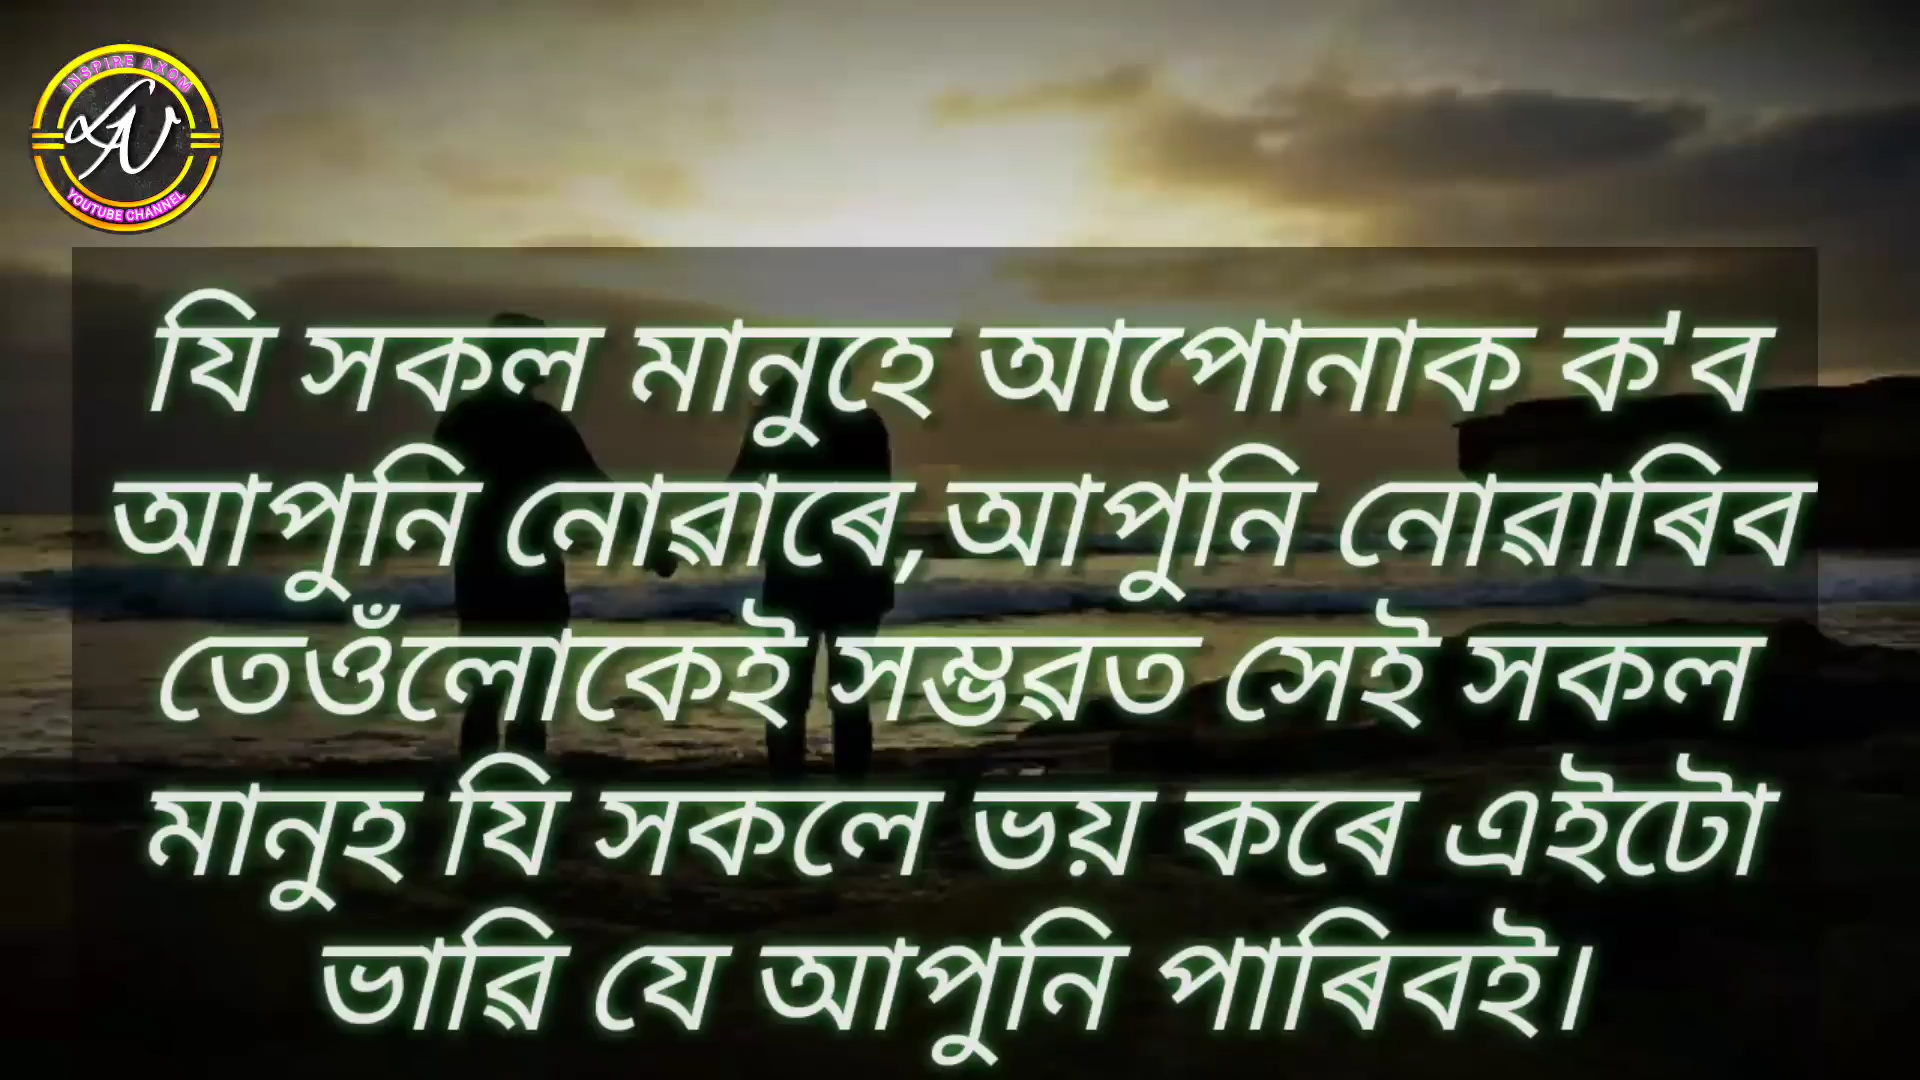 INSPIRE AXOM
YOUTUBE CHANNEL
যি সকল মানুহে আপোনাক ক'ব
আপুনি নোৱাৰে,আপুনি নোৱাৰিব
তেওঁলোকেই সম্ভৱত সেই সকল
মানুহ যি সকলে ভয় কৰে এইটো
ভাৱি যে আপুনি পাৰিবই।